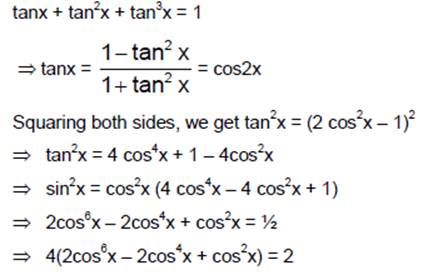 tanx + tan²x + tan³x = 1
⇒ tanx = (1 – tan² x)/(1 + tan² x) = cos2x
Squaring both sides, we get tan²x = (2 cos²x – 1)²
⇒ tan²x = 4 cos⁴x + 1 – 4cos²x
⇒ sin²x = cos²x (4 cos⁴x – 4 cos²x + 1)
⇒ 2cos⁶x – 2cos⁴x + cos²x = ½
⇒ 4(2cos⁶x – 2cos⁴x + cos²x) = 2